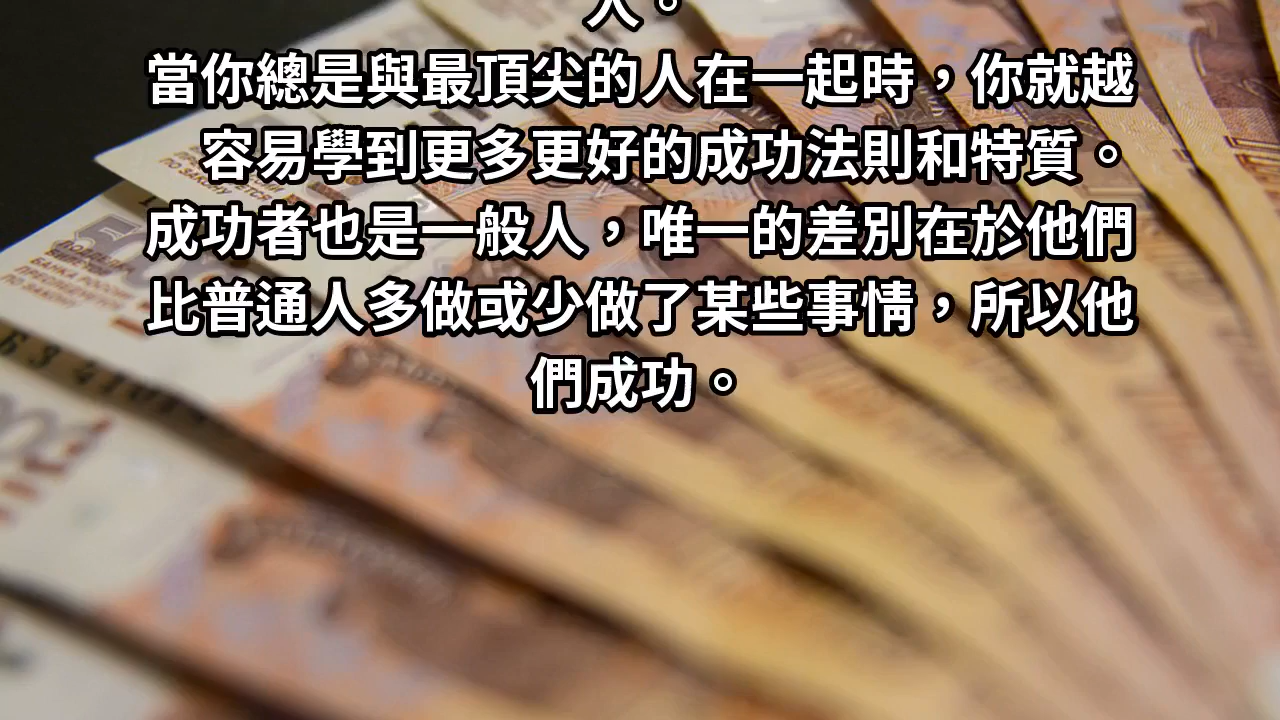 人。
當你總是與最頂尖的人在一起時，你就越
容易學到更多更好的成功法則和特質。
成功者也是一般人，唯一的差別在於他們
比普通人多做或少做了某些事情，所以他
們成功。